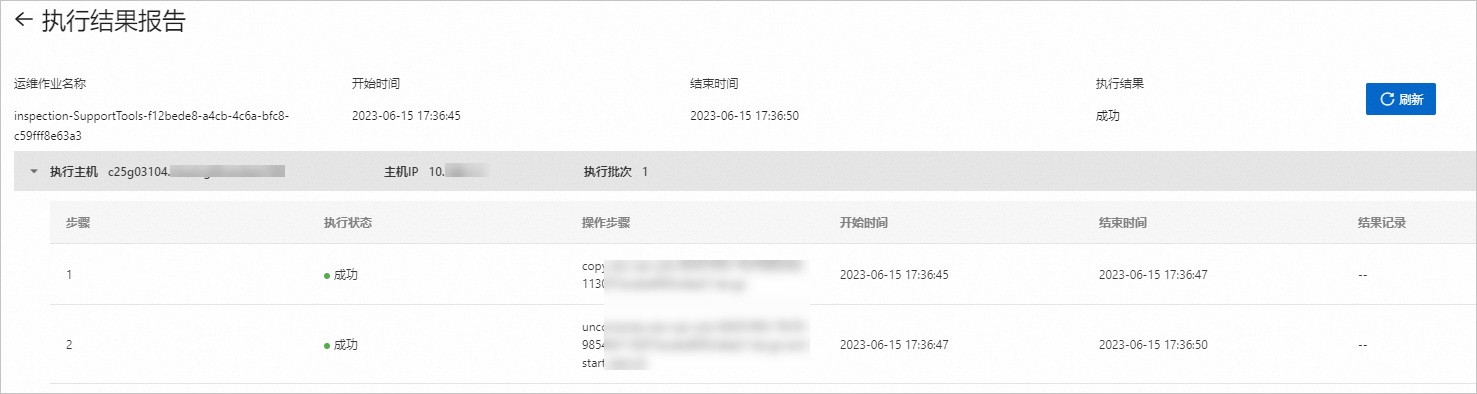 执行结果报告
运维作业名称 开始时间 结束时间 执行结果
inspection-SupportTools-f12bede8-a4cb-4c6a-bfc8-c59fff8e63a3 2023-06-15 17:36:45 2023-06-15 17:36:50 成功
刷新
执行主机 c25g03104. 主机IP 10. 执行批次 1
步骤 执行状态 操作步骤 开始时间 结束时间 结果记录
1 成功 copy 2023-06-15 17:36:45 2023-06-15 17:36:47 --
1130
2 成功 unco 2023-06-15 17:36:47 2023-06-15 17:36:50 --
9854
start